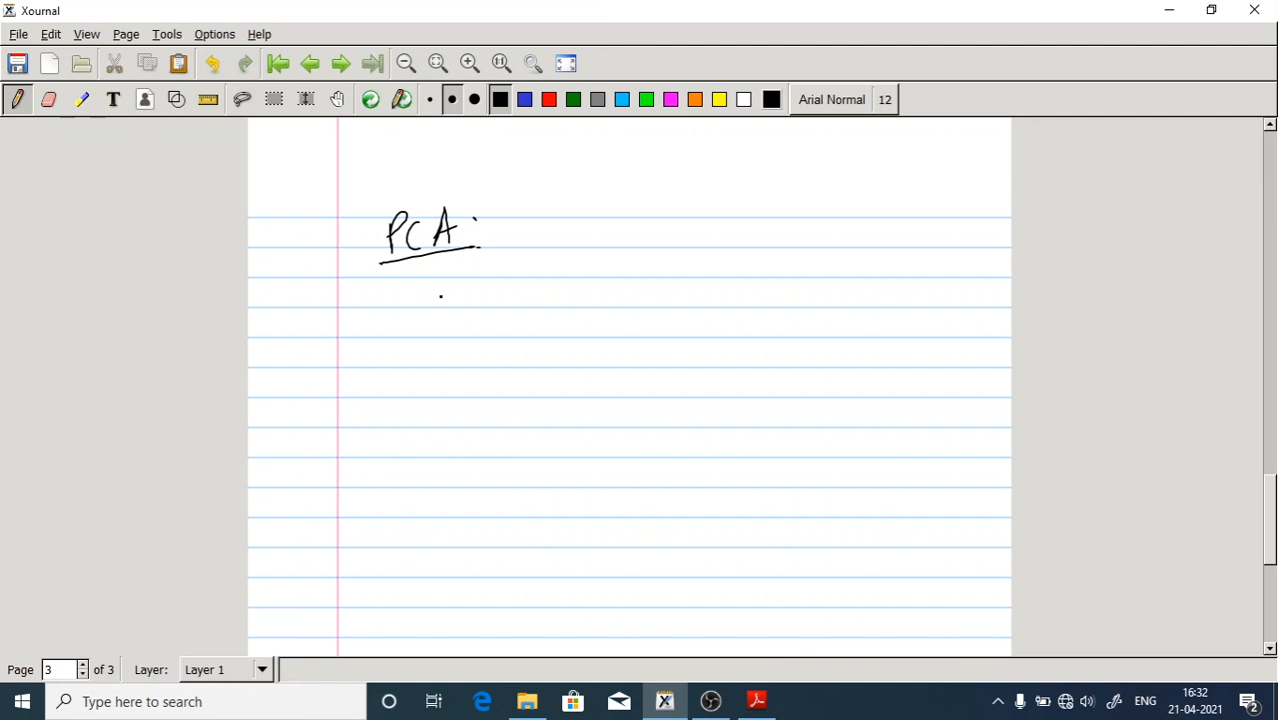 Xournal
File Edit View Page Tools Options Help
Arial Normal 12
PCA:
Page 3 of 3 Layer: Layer 1
Type here to search
ENG
16:32
21-04-2021
2